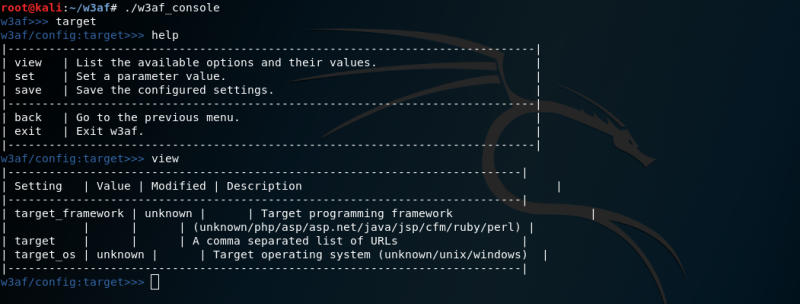 root@kali:~/w3af# ./w3af_console
w3af>>> target
w3af/config:target>>> help
|-----------------------------------------------------------------------------|
| view   | List the available options and their values.                       |
| set    | Set a parameter value.                                             |
| save   | Save the configured settings.                                      |
|-----------------------------------------------------------------------------|
| back   | Go to the previous menu.                                           |
| exit   | Exit w3af.                                                         |
|-----------------------------------------------------------------------------|
w3af/config:target>>> view
|---------------------------------------------------------------------------|
| Setting   | Value | Modified | Description                                     |
|---------------------------------------------------------------------------|
| target_framework | unknown |      | Target programming framework                    |
|        |      |      | (unknown/php/asp/asp.net/java/jsp/cfm/ruby/perl) |
| target      |      |      | A comma separated list of URLs                  |
| target_os  | unknown |      | Target operating system (unknown/unix/windows)  |
|---------------------------------------------------------------------------|
w3af/config:target>>>